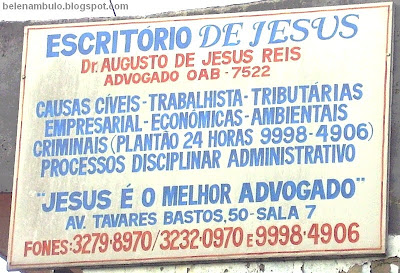 belenambulo.blogspot.com
ESCRITÓRIO DE JESUS
Dr. AUGUSTO DE JESUS REIS
ADVOGADO OAB - 7522
CAUSAS CÍVEIS - TRABALHISTA - TRIBUTÁRIAS
EMPRESARIAL - ECONÔMICAS - AMBIENTAIS
CRIMINAIS (PLANTÃO 24 HORAS 9998-4906)
PROCESSOS DISCIPLINAR ADMINISTRATIVO
"JESUS É O MELHOR ADVOGADO"
AV. TAVARES BASTOS, 50 - SALA 7
FONES: 3279-8970/3232-0970 E 9998-4906